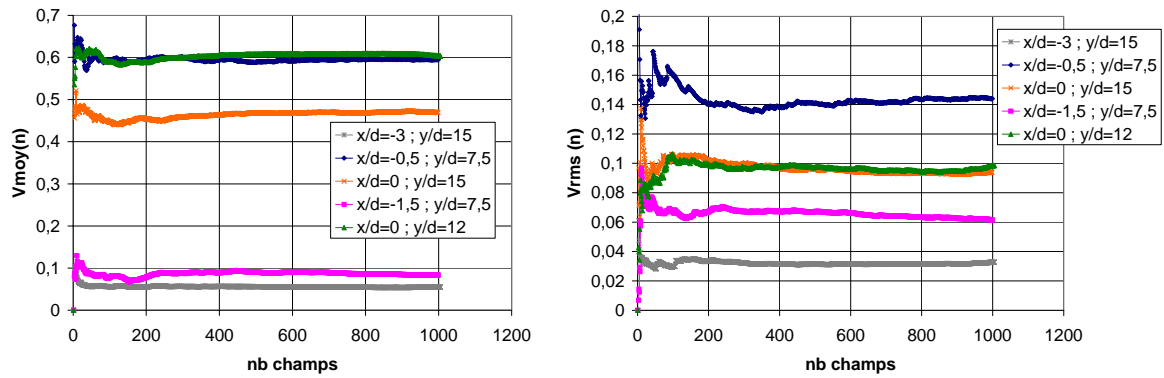 0,7
0,6
0,5
0,4
0,3
0,2
0,1
0
Vmoy(n)
0 200 400 600 800 1000 1200
nb champs
x/d=-3 ; y/d=15
x/d=-0,5 ; y/d=7,5
x/d=0 ; y/d=15
x/d=-1,5 ; y/d=7,5
x/d=0 ; y/d=12
0,2
0,18
0,16
0,14
0,12
0,1
0,08
0,06
0,04
0,02
0
Vrms (n)
0 200 400 600 800 1000 1200
nb champs
x/d=-3 ; y/d=15
x/d=-0,5 ; y/d=7,5
x/d=0 ; y/d=15
x/d=-1,5 ; y/d=7,5
x/d=0 ; y/d=12